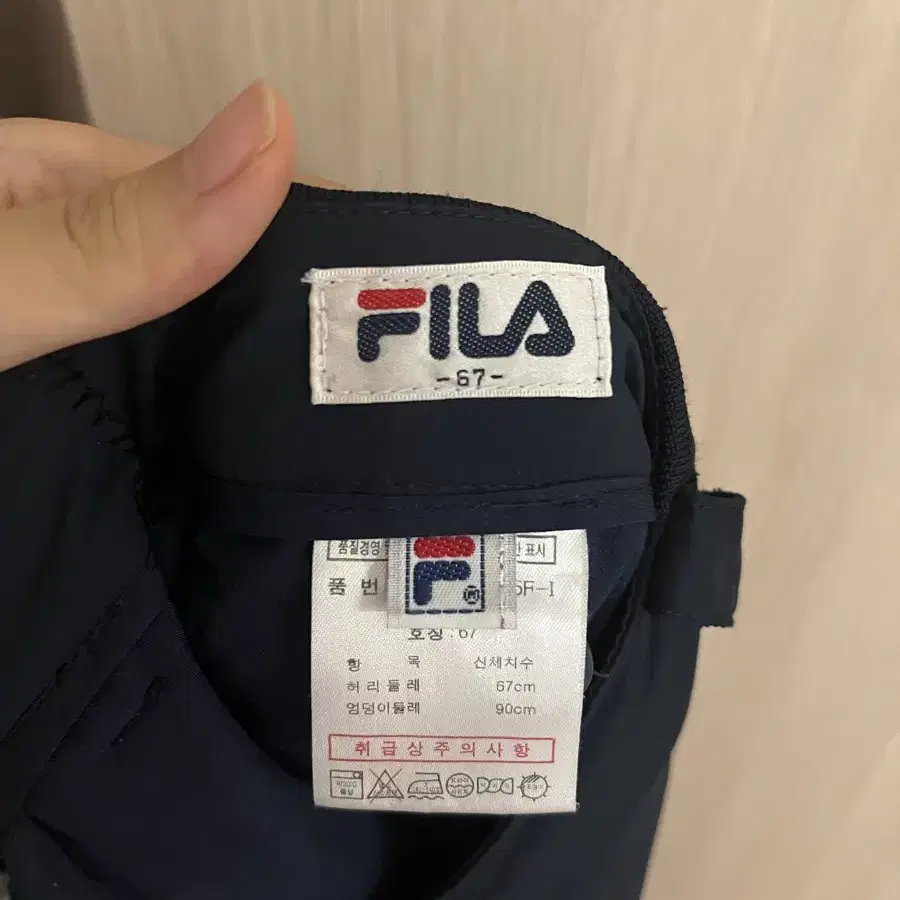 FILA
-67-
품질경영
표시
F®
품 번
5R-I
호칭:67
항 목 신체치수
허리둘레 67cm
엉덩이둘레 90cm
취급상주의사항